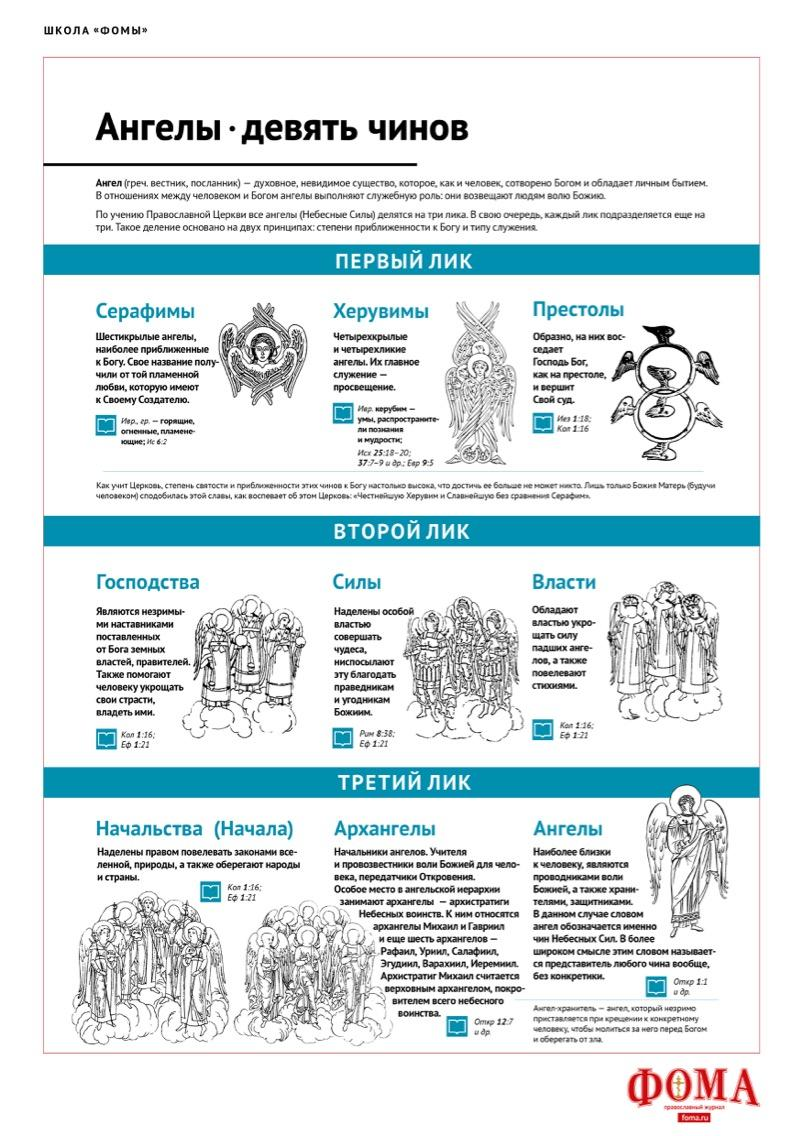 ШКОЛА «ФОМЫ»
Ангелы · девять чинов
Ангел (греч. вестник, посланник) — духовное, невидимое существо, которое, как и человек, сотворено Богом и обладает личным бытием.
В отношениях между человеком и Богом ангелы выполняют служебную роль: они возвещают людям волю Божию.
По учению Православной Церкви все ангелы (Небесные Силы) делятся на три лика. В свою очередь, каждый лик подразделяется еще на
три. Такое деление основано на двух принципах: степени приближенности к Богу и типу служения.
ПЕРВЫЙ ЛИК
Серафимы
Шестикрылые ангелы,
наиболее приближенные
к Богу. Свое название полу-
чили от той пламенной
любви, которую имеют
к Своему Создателю.
Ивр., гр. — горящие,
огненные, пламене-
ющие; Ис 6:2
Херувимы
Четырехкрылые
и четырехликие
ангелы. Их главное
служение —
просвещение.
Ивр. керубим —
умы, распространите-
ли познания
и мудрости;
Исх 25:18–20;
37:7–9 и др.; Евр 9:5
Престолы
Образно, на них вос-
седает
Господь Бог,
как на престоле,
и вершит
Свой суд.
Иез 1:18;
Кол 1:16
Как учит Церковь, степень святости и приближенности этих чинов к Богу настолько высока, что достичь ее больше не может никто. Лишь только Божия Матерь (будучи
человеком) сподобилась этой славы, как воспевает об этом Церковь: «Честнейшую Херувим и Славнейшую без сравнения Серафим».
ВТОРОЙ ЛИК
Господства
Являются незримы-
ми наставниками
поставленных
от Бога земных
властей, правителей.
Также помогают
человеку укрощать
свои страсти,
владеть ими.
Кол 1:16;
Еф 1:21
Силы
Наделены особой
властью
совершать
чудеса,
ниспосылают
эту благодать
праведникам
и угодникам
Божиим.
Рим 8:38;
Еф 1:21
Власти
Обладают
властью укро-
щать силу
падших анге-
лов, а также
повелевают
стихиями.
Кол 1:16;
Еф 1:21
ТРЕТИЙ ЛИК
Начальства (Начала)
Наделены правом повелевать законами все-
ленной, природы, а также оберегают народы
и страны.
Кол 1:16;
Еф 1:21
Архангелы
Начальники ангелов. Учителя
и провозвестники воли Божией для чело-
века, передатчики Откровения.
Особое место в ангельской иерархии
занимают архангелы — архистратиги
Небесных воинств. К ним относятся
архангелы Михаил и Гавриил
и еще шесть архангелов —
Рафаил, Уриил, Салафиил,
Эгудиил, Варахиил, Иеремиил.
Архистратиг Михаил считается
верховным архангелом, покро-
вителем всего небесного
воинства.
Откр 12:7
и др.
Ангелы
Наиболее близки
к человеку, являются
проводниками воли
Божией, а также храни-
телями, защитниками.
В данном случае словом
ангел обозначается именно
чин Небесных Сил. В более
широком смысле этим словом называет-
ся представитель любого чина вообще,
без конкретики.
Откр 1:1
и др.
Ангел-хранитель — ангел, который незримо
приставляется при крещении к конкретному
человеку, чтобы молиться за него перед Богом
и оберегать от зла.
ФОМА
православный журнал
foma.ru